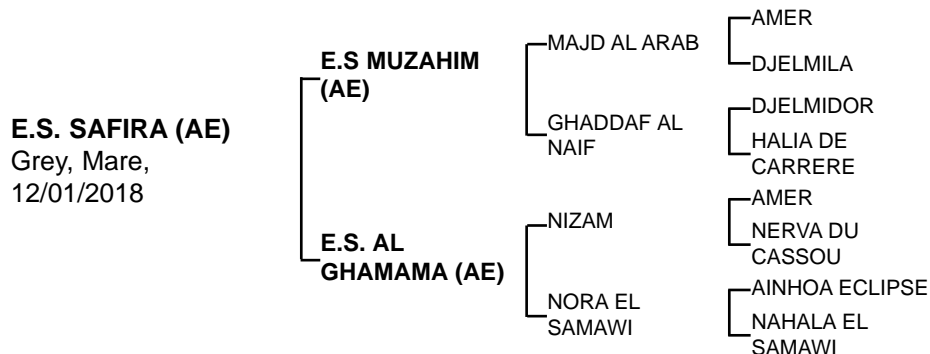 E.S. SAFIRA (AE)
Grey, Mare,
12/01/2018
E.S MUZAHIM
(AE)
E.S. AL
GHAMAMA (AE)
MAJD AL ARAB
GHADDAF AL
NAIF
NIZAM
NORA EL
SAMAWI
AMER
DJELMILA
DJELMIDOR
HALIA DE
CARRERE
AMER
NERVA DU
CASSOU
AINHOA ECLIPSE
NAHALA EL
SAMAWI